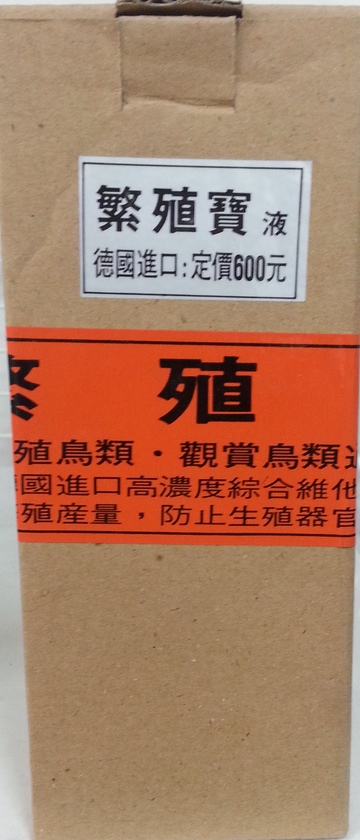 繁殖寶 液
德國進口:定價600元
繁 殖
殖鳥類・觀賞鳥類
國進口高濃度綜合維他
殖產量，防止生殖器官